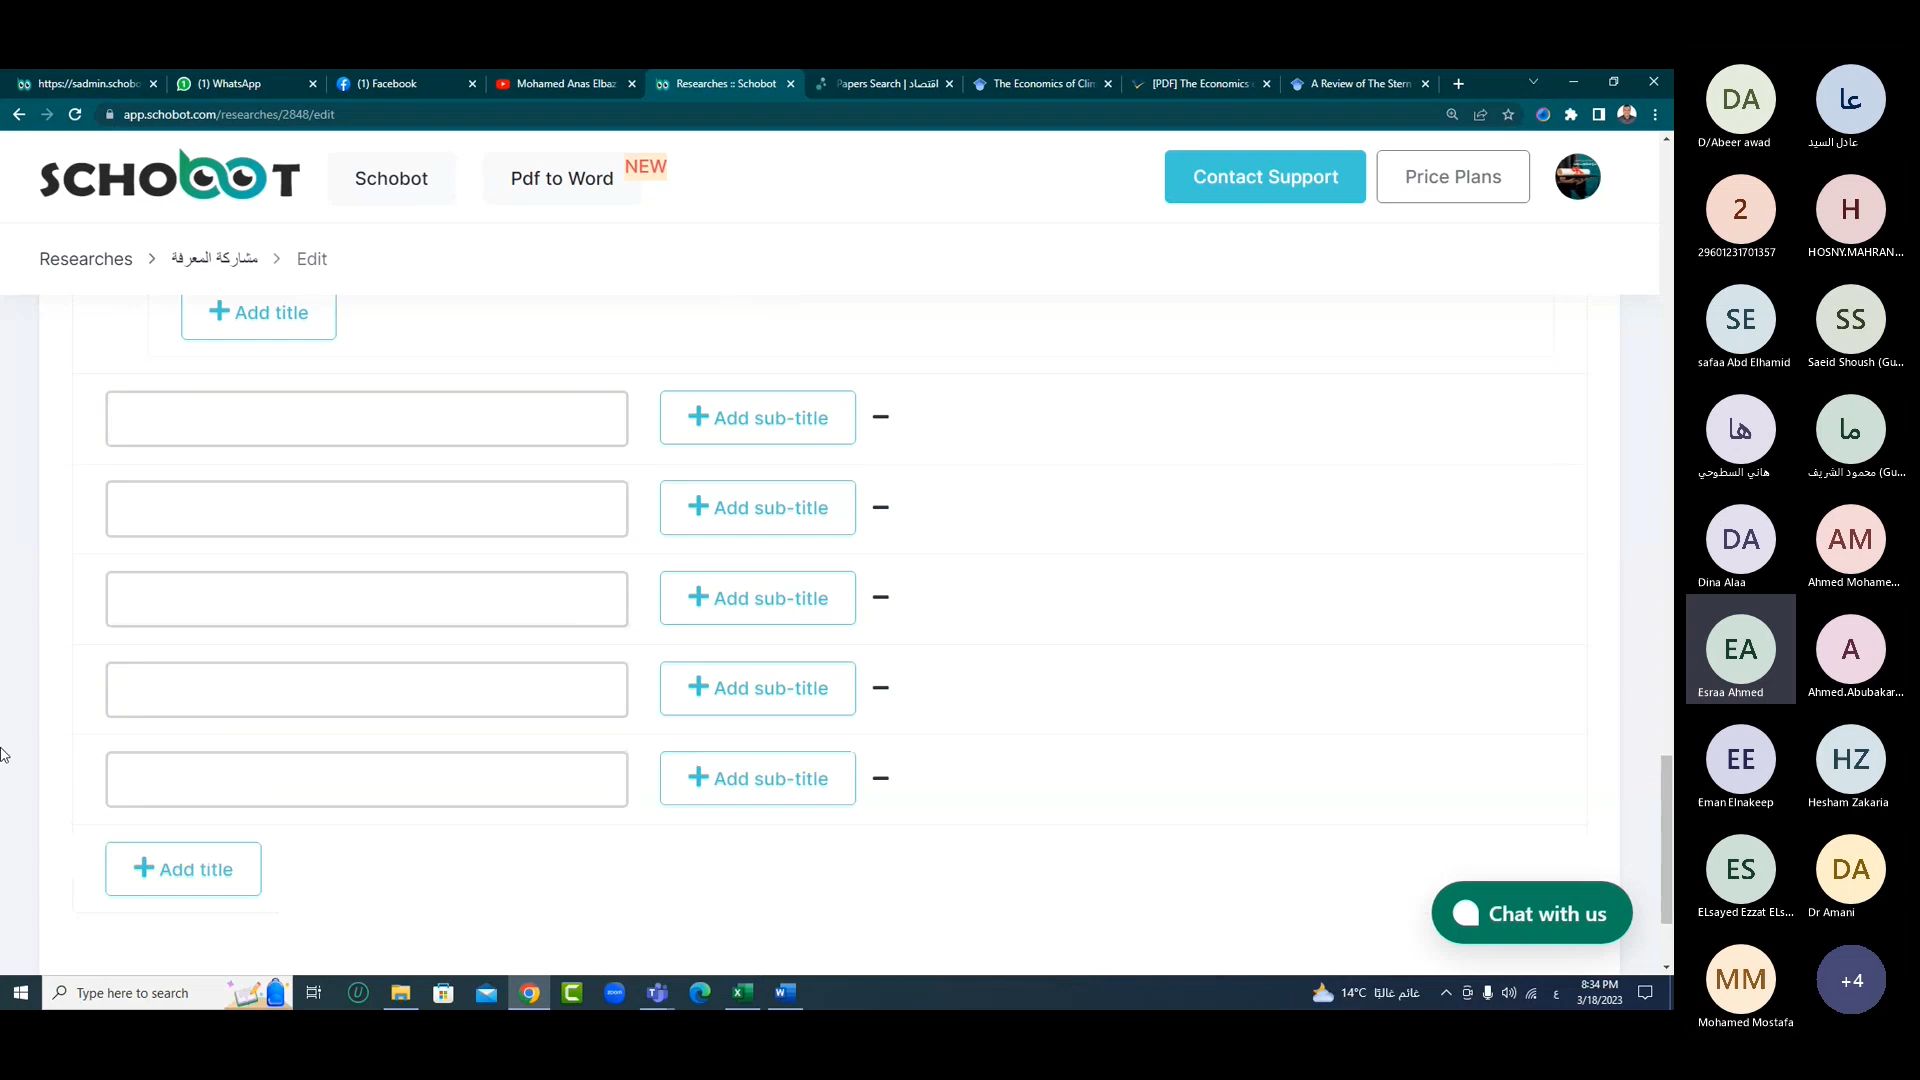 https://sadmin.schobo
(1) WhatsApp
(1) Facebook
Mohamed Anas Elbaz
Researches :: Schobot
Papers Search | اقتصاد
The Economics of Clim
[PDF] The Economics
A Review of The Stern
app.schobot.com/researches/2848/edit
SCHOBOT
Schobot
Pdf to Word
NEW
Contact Support
Price Plans
Researches > مشاركة المعرفة > Edit
Add title
Add sub-title
Add sub-title
Add sub-title
Add sub-title
Add sub-title
Add title
Chat with us
Type here to search
zoom
14°C غائم غالبًا
ع
8:34 PM
3/18/2023
DA
D/Abeer awad
عا
عادل السيد
2
29601231701357
H
HOSNY.MAHRAN...
SE
safaa Abd Elhamid
SS
Saeid Shoush (Gu...
ها
هاني السطوحي
ما
محمود الشريف (Gu...
DA
Dina Alaa
AM
Ahmed Mohame...
EA
Esraa Ahmed
A
Ahmed.Abubakar...
EE
Eman Elnakeep
HZ
Hesham Zakaria
ES
ELsayed Ezzat ELs...
DA
Dr Amani
MM
Mohamed Mostafa
+4